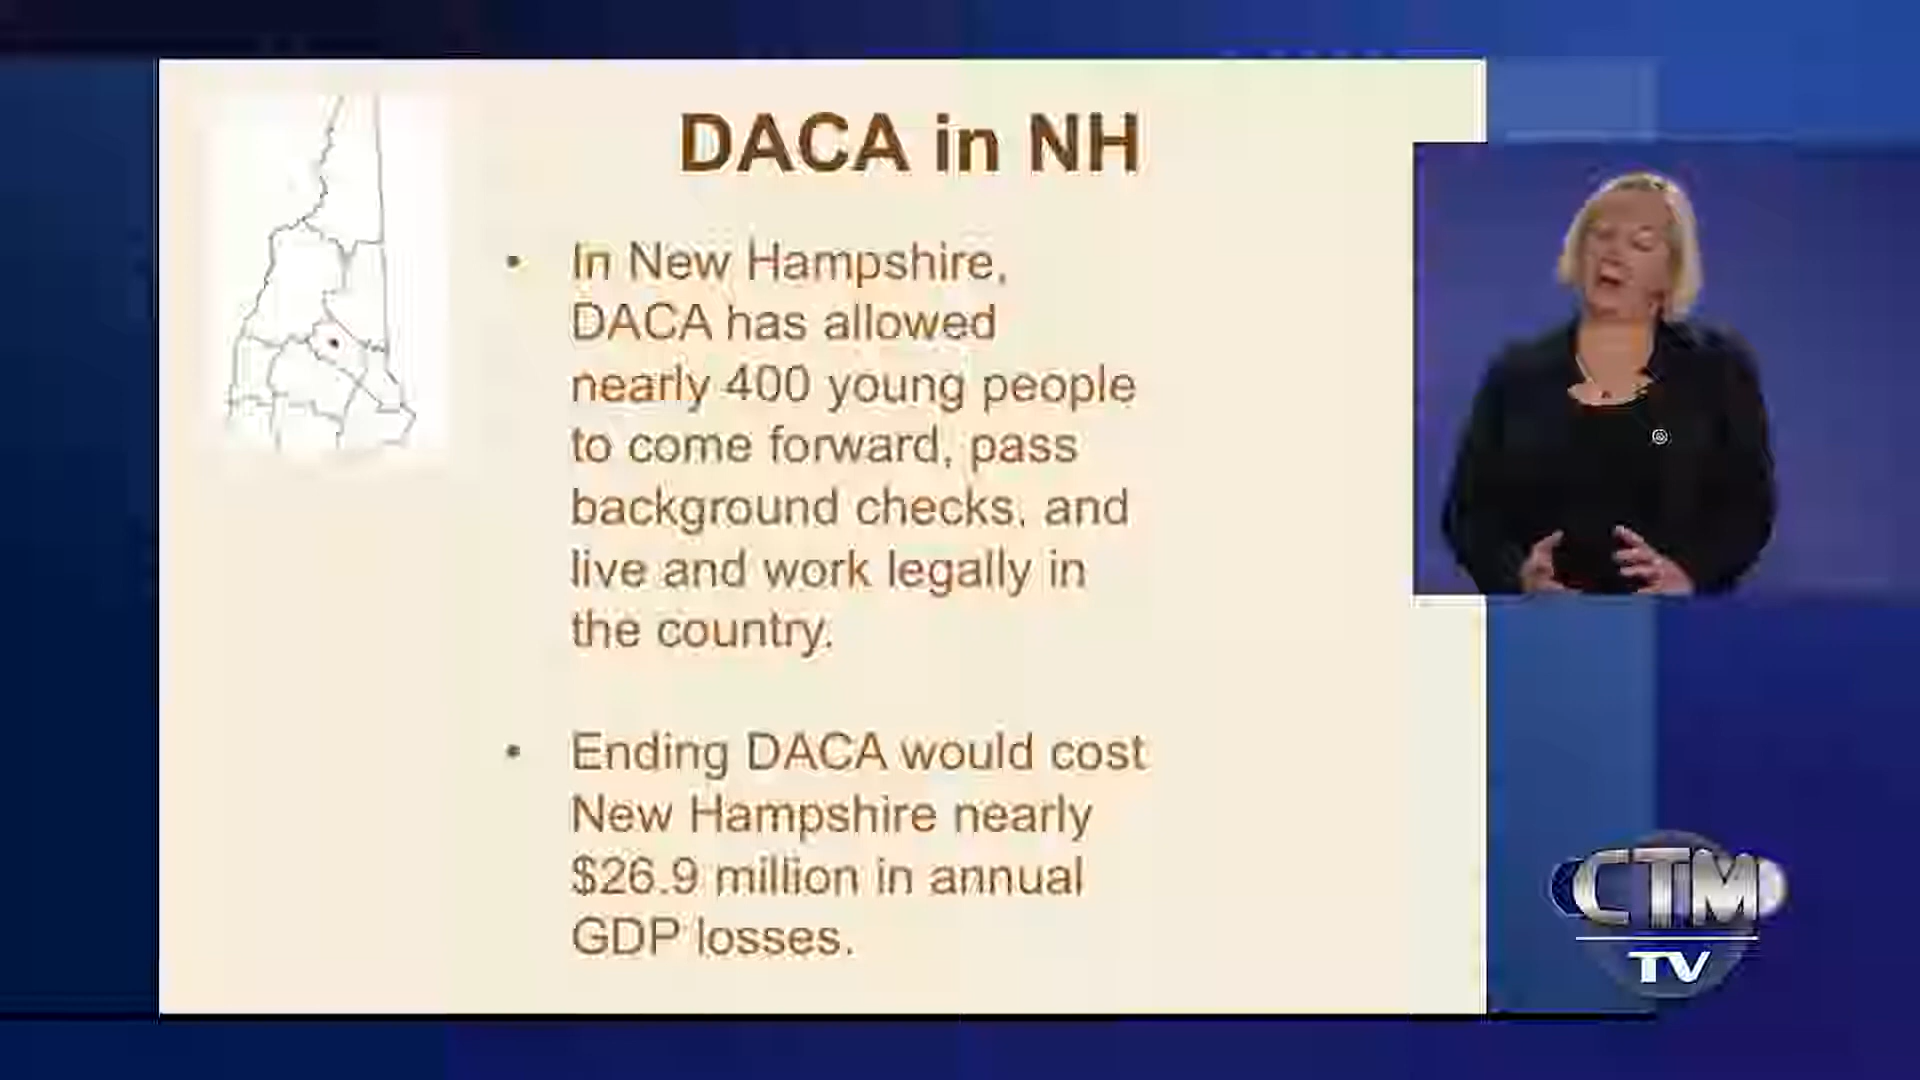 DACA in NH
• In New Hampshire,
DACA has allowed
nearly 400 young people
to come forward, pass
background checks, and
live and work legally in
the country.
• Ending DACA would cost
New Hampshire nearly
$26.9 million in annual
GDP losses.
CTM
TV